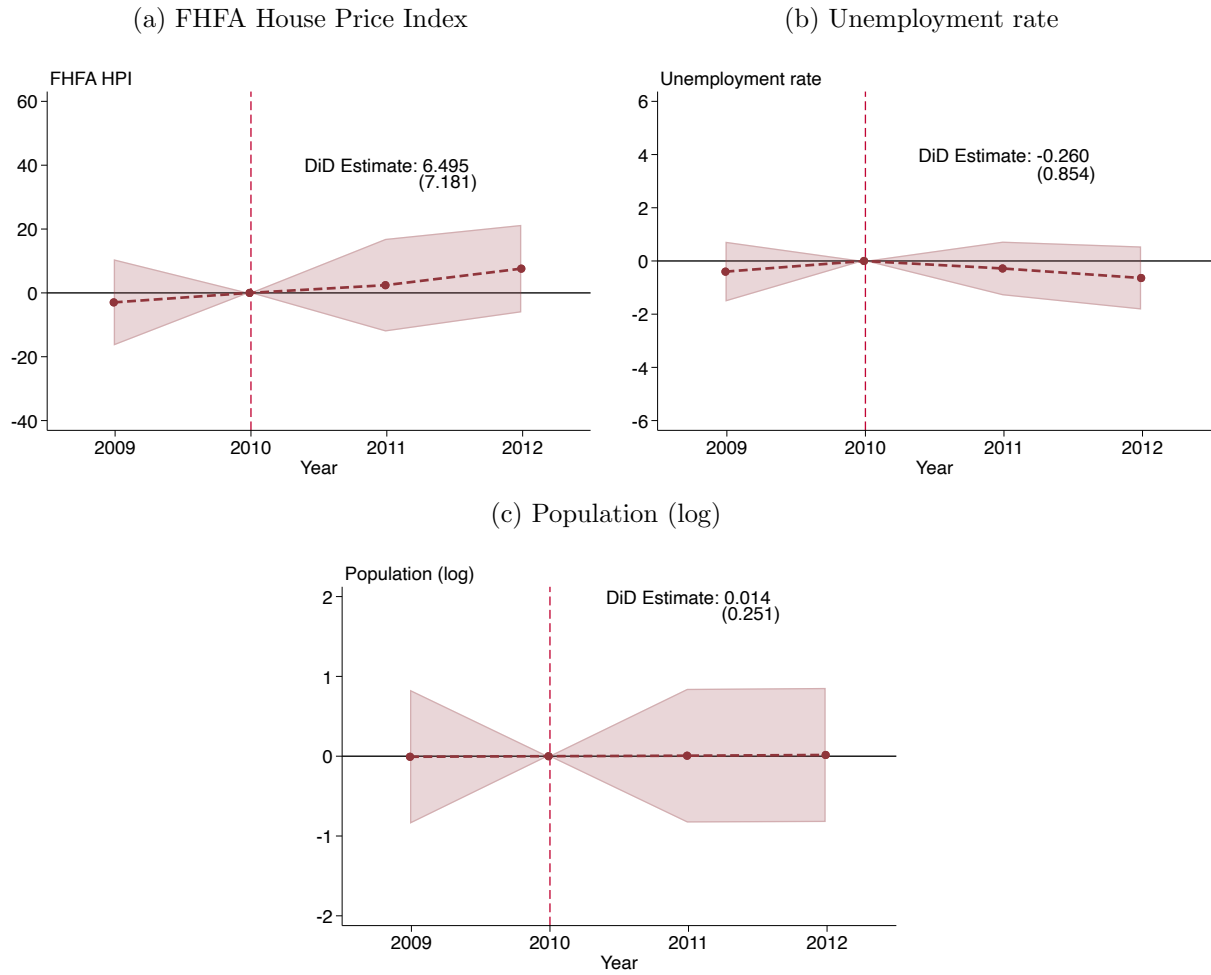 (a) FHFA House Price Index
FHFA HPI
60
40
20
0
-20
-40
DiD Estimate: 6.495
(7.181)
2009 2010 2011 2012
Year
(b) Unemployment rate
Unemployment rate
6
4
2
0
-2
-4
-6
DiD Estimate: -0.260
(0.854)
2009 2010 2011 2012
Year
(c) Population (log)
Population (log)
2
1
0
-1
-2
DiD Estimate: 0.014
(0.251)
2009 2010 2011 2012
Year